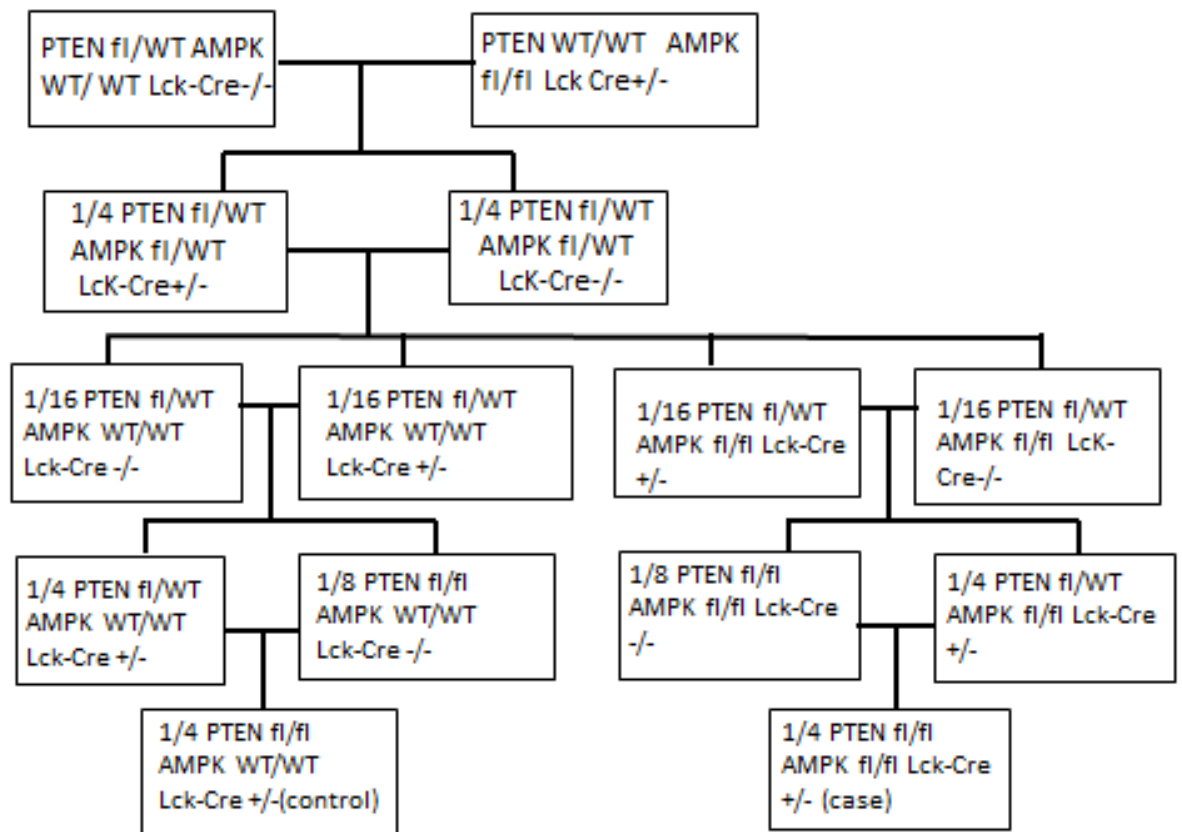 PTEN fl/WT AMPK
WT/ WT Lck-Cre-/-
PTEN WT/WT AMPK
fl/fl Lck Cre+/-
1/4 PTEN fl/WT
AMPK fl/WT
LcK-Cre+/-
1/4 PTEN fl/WT
AMPK fl/WT
LcK-Cre-/-
1/16 PTEN fl/WT
AMPK WT/WT
Lck-Cre -/-
1/16 PTEN fl/WT
AMPK WT/WT
Lck-Cre +/-
1/16 PTEN fl/WT
AMPK fl/fl Lck-Cre
+/-
1/16 PTEN fl/WT
AMPK fl/fl LcK-
Cre-/-
1/4 PTEN fl/WT
AMPK WT/WT
Lck-Cre +/-
1/8 PTEN fl/fl
AMPK WT/WT
Lck-Cre -/-
1/8 PTEN fl/fl
AMPK fl/fl Lck-Cre
-/-
1/4 PTEN fl/WT
AMPK fl/fl Lck-Cre
+/-
1/4 PTEN fl/fl
AMPK WT/WT
Lck-Cre +/-(control)
1/4 PTEN fl/fl
AMPK fl/fl Lck-Cre
+/- (case)